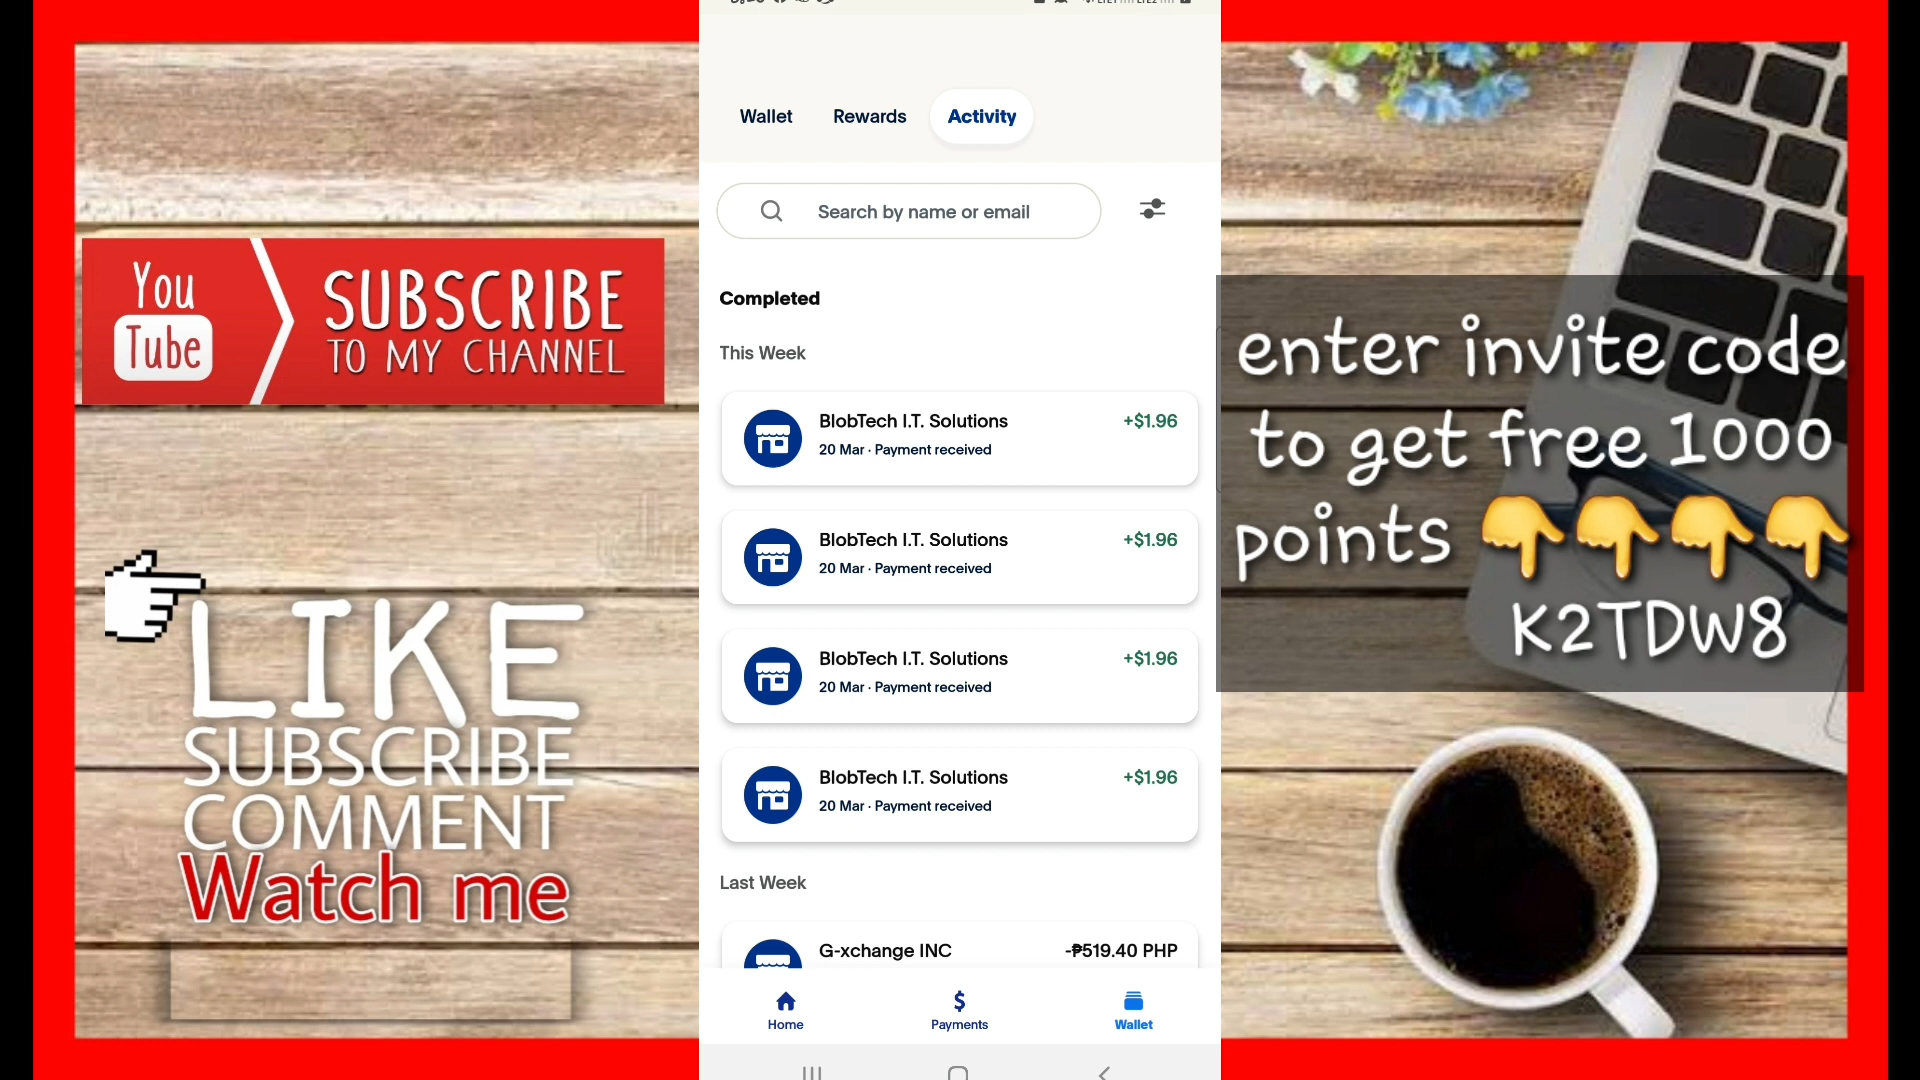 You
Tube
SUBSCRIBE
TO MY CHANNEL
LIKE
SUBSCRIBE
COMMENT
Watch me
Wallet
Rewards
Activity
Search by name or email
Completed
This Week
BlobTech I.T. Solutions
+$1.96
20 Mar · Payment received
BlobTech I.T. Solutions
+$1.96
20 Mar · Payment received
BlobTech I.T. Solutions
+$1.96
20 Mar · Payment received
BlobTech I.T. Solutions
+$1.96
20 Mar · Payment received
Last Week
G-xchange INC
-₱519.40 PHP
Home
$
Payments
Wallet
enter invite code
to get free 1000
points 👇👇👇👇
K2TDW8